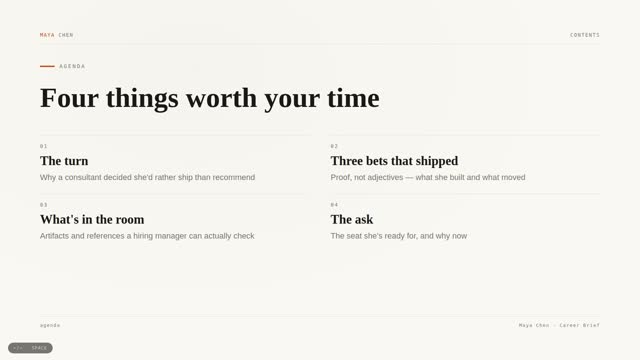 MAYA CHEN
CONTENTS
AGENDA
Four things worth your time
01
The turn
Why a consultant decided she'd rather ship than recommend
02
Three bets that shipped
Proof, not adjectives — what she built and what moved
03
What's in the room
Artifacts and references a hiring manager can actually check
04
The ask
The seat she's ready for, and why now
agenda
Maya Chen · Career Brief
SPACE